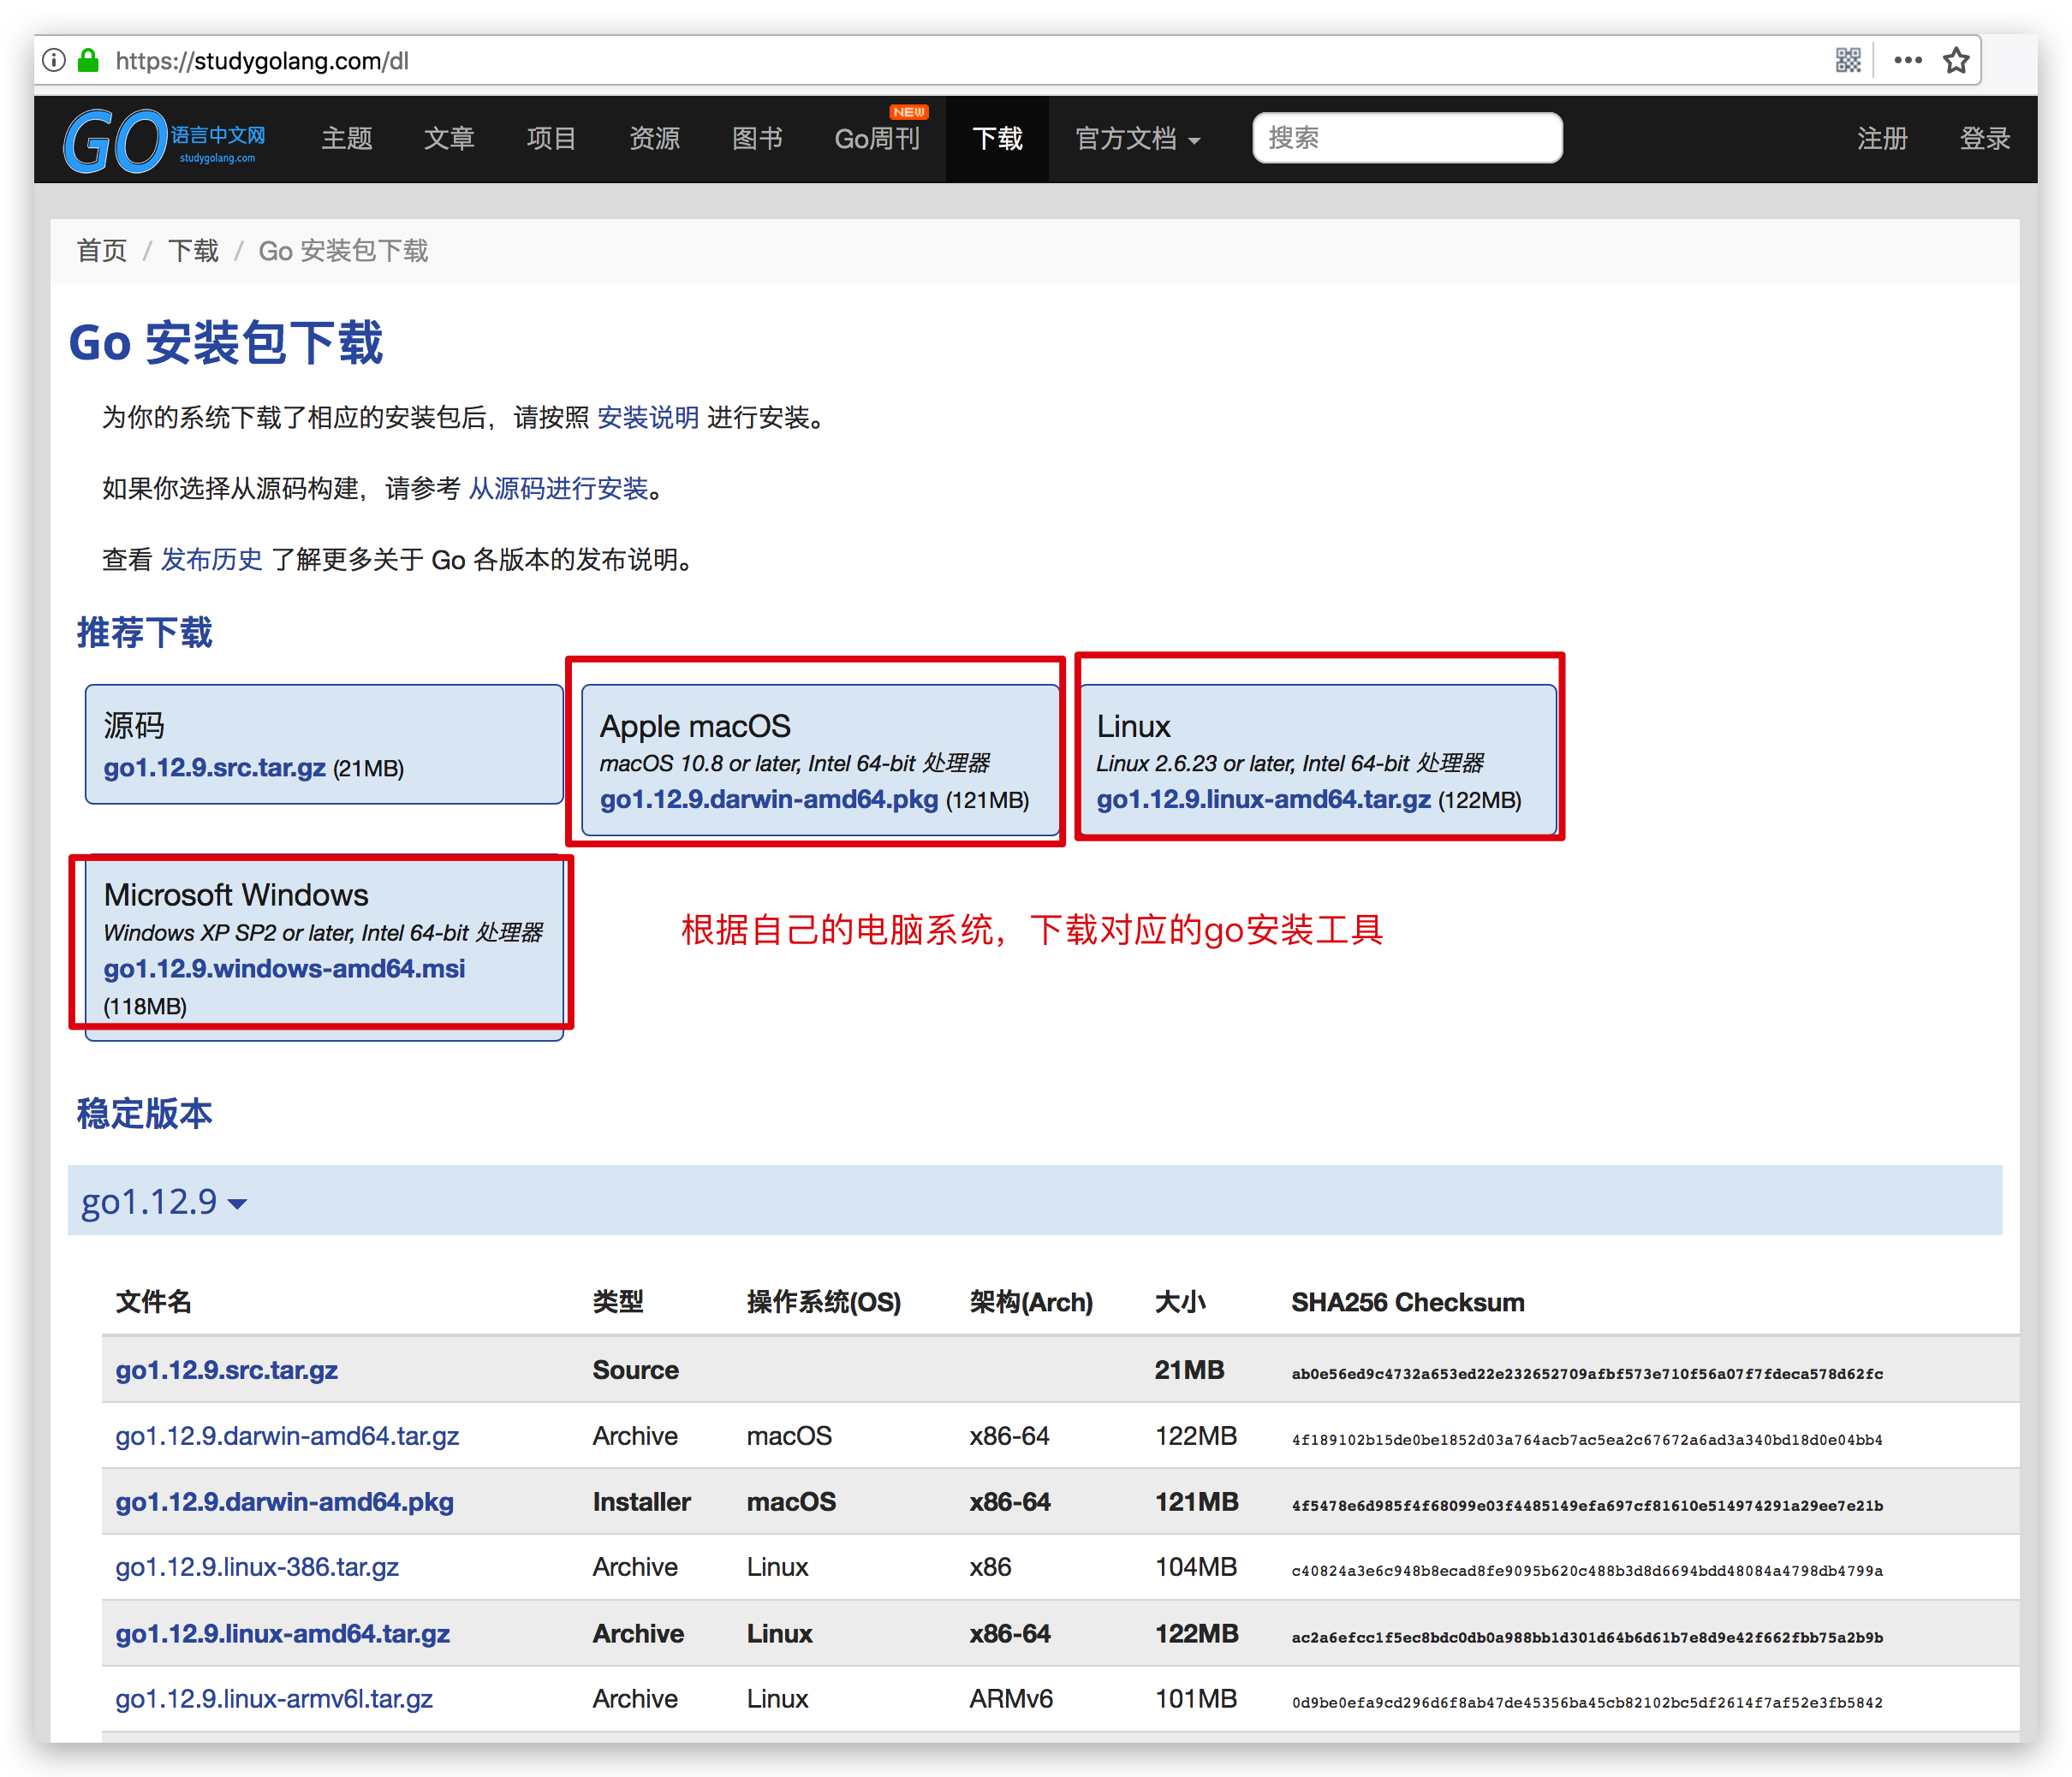 https://studygolang.com/dl
GO语言中文网
studygolang.com
主题 文章 项目 资源 图书 Go周刊 NEW 下载 官方文档 搜索 注册 登录
首页 / 下载 / Go 安装包下载
Go 安装包下载
为你的系统下载了相应的安装包后，请按照 安装说明 进行安装。
如果你选择从源码构建，请参考 从源码进行安装。
查看 发布历史 了解更多关于 Go 各版本的发布说明。
推荐下载
源码
go1.12.9.src.tar.gz (21MB)
Apple macOS
macOS 10.8 or later, Intel 64-bit 处理器
go1.12.9.darwin-amd64.pkg (121MB)
Linux
Linux 2.6.23 or later, Intel 64-bit 处理器
go1.12.9.linux-amd64.tar.gz (122MB)
Microsoft Windows
Windows XP SP2 or later, Intel 64-bit 处理器
go1.12.9.windows-amd64.msi
(118MB)
根据自己的电脑系统，下载对应的go安装工具
稳定版本
go1.12.9
文件名 类型 操作系统(OS) 架构(Arch) 大小 SHA256 Checksum
go1.12.9.src.tar.gz Source 21MB ab0e56ed9c4732a653ed22e232652709afbf573e710f56a07f7fdeca578d62fc
go1.12.9.darwin-amd64.tar.gz Archive macOS x86-64 122MB 4f189102b15de0be1852d03a764acb7ac5ea2c67672a6ad3a340bd18d0e04bb4
go1.12.9.darwin-amd64.pkg Installer macOS x86-64 121MB 4f5478e6d985f4f68099e03f4485149efa697cf81610e514974291a29ee7e21b
go1.12.9.linux-386.tar.gz Archive Linux x86 104MB c40824a3e6c948b8ecad8fe9095b620c488b3d8d6694bdd48084a4798db4799a
go1.12.9.linux-amd64.tar.gz Archive Linux x86-64 122MB ac2a6efcc1f5ec8bdc0db0a988bb1d301d64b6d61b7e8d9e42f662fbb75a2b9b
go1.12.9.linux-armv6l.tar.gz Archive Linux ARMv6 101MB 0d9be0efa9cd296d6f8ab47de45356ba45cb82102bc5df2614f7af52e3fb5842